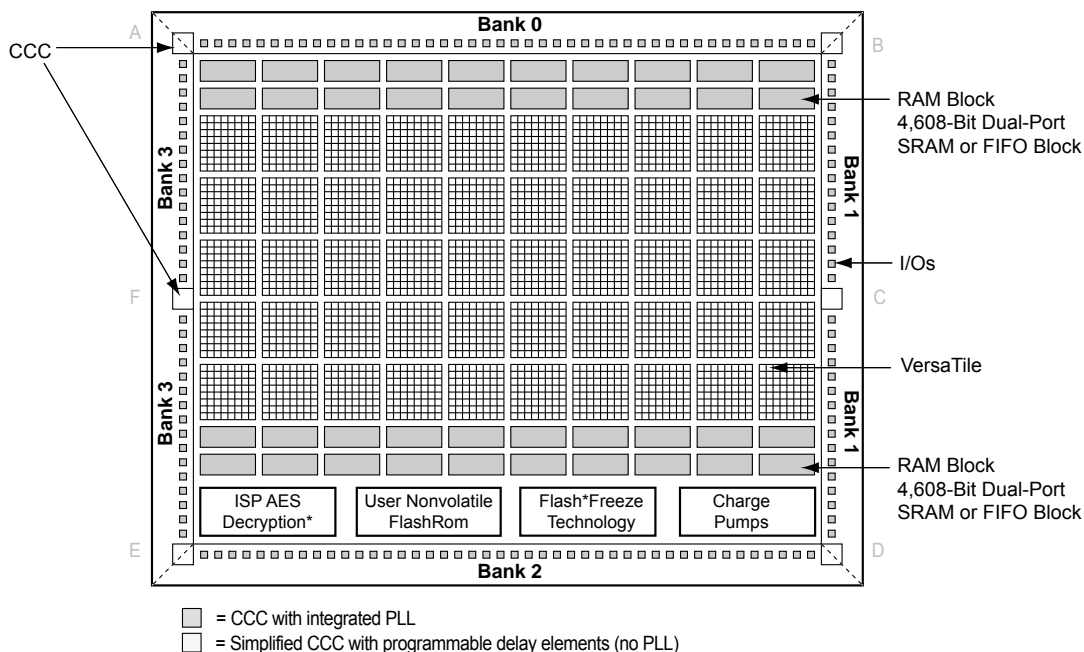 Bank 0
A
B
CCC
RAM Block
4,608-Bit Dual-Port
SRAM or FIFO Block
Bank 3
Bank 1
I/Os
F
C
VersaTile
Bank 3
Bank 1
RAM Block
4,608-Bit Dual-Port
SRAM or FIFO Block
ISP AES
Decryption*
User Nonvolatile
FlashRom
Flash*Freeze
Technology
Charge
Pumps
E
D
Bank 2
= CCC with integrated PLL
= Simplified CCC with programmable delay elements (no PLL)